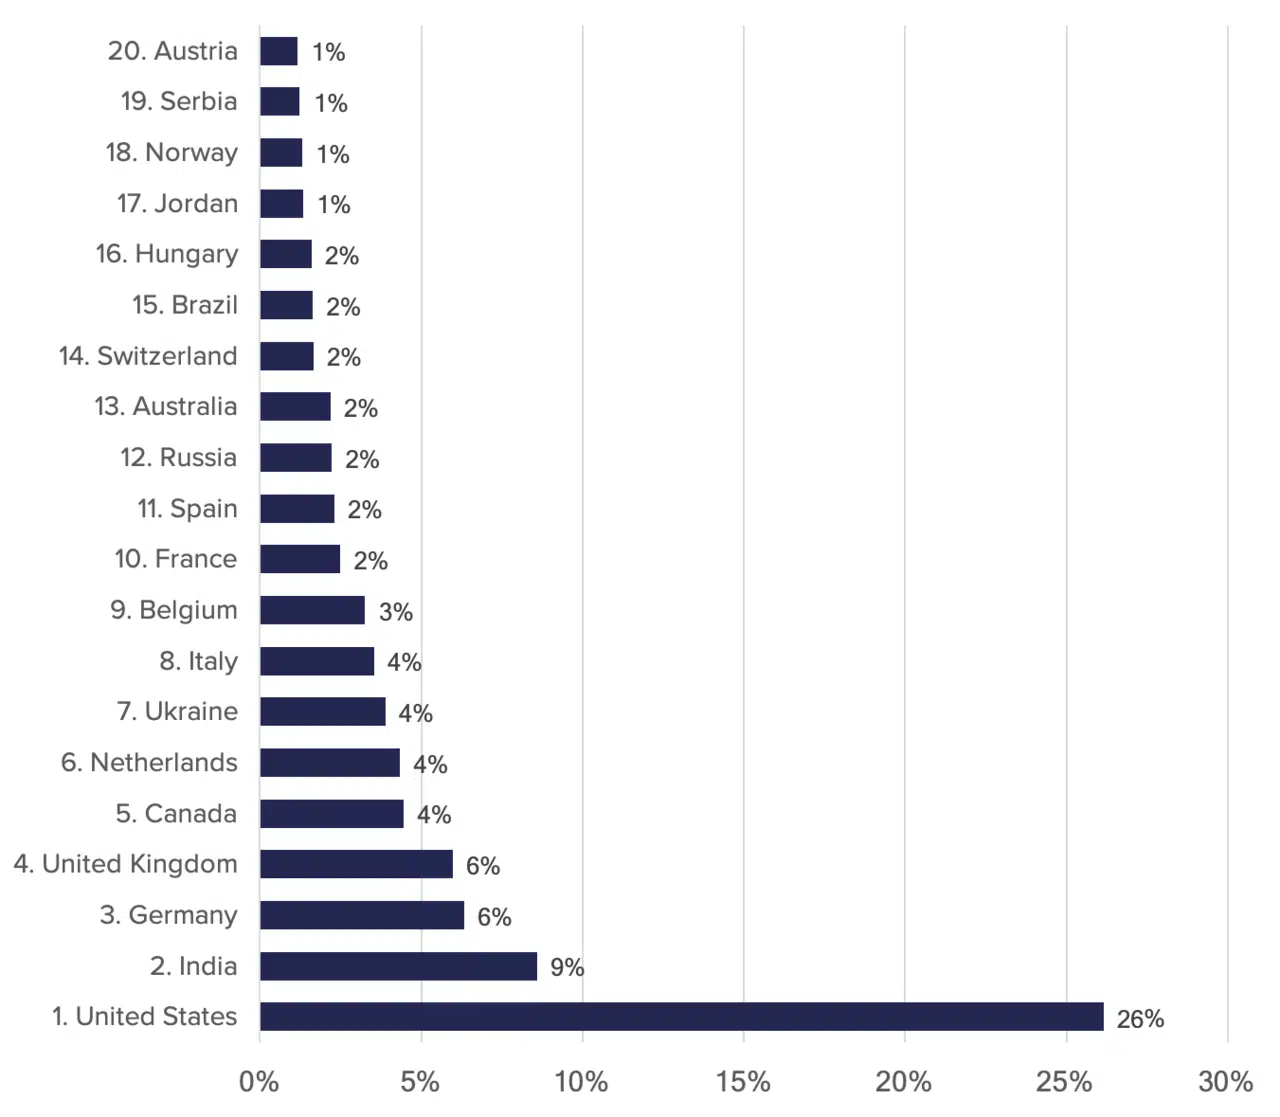 20. Austria 1%
19. Serbia 1%
18. Norway 1%
17. Jordan 1%
16. Hungary 2%
15. Brazil 2%
14. Switzerland 2%
13. Australia 2%
12. Russia 2%
11. Spain 2%
10. France 2%
9. Belgium 3%
8. Italy 4%
7. Ukraine 4%
6. Netherlands 4%
5. Canada 4%
4. United Kingdom 6%
3. Germany 6%
2. India 9%
1. United States 26%
0% 5% 10% 15% 20% 25% 30%